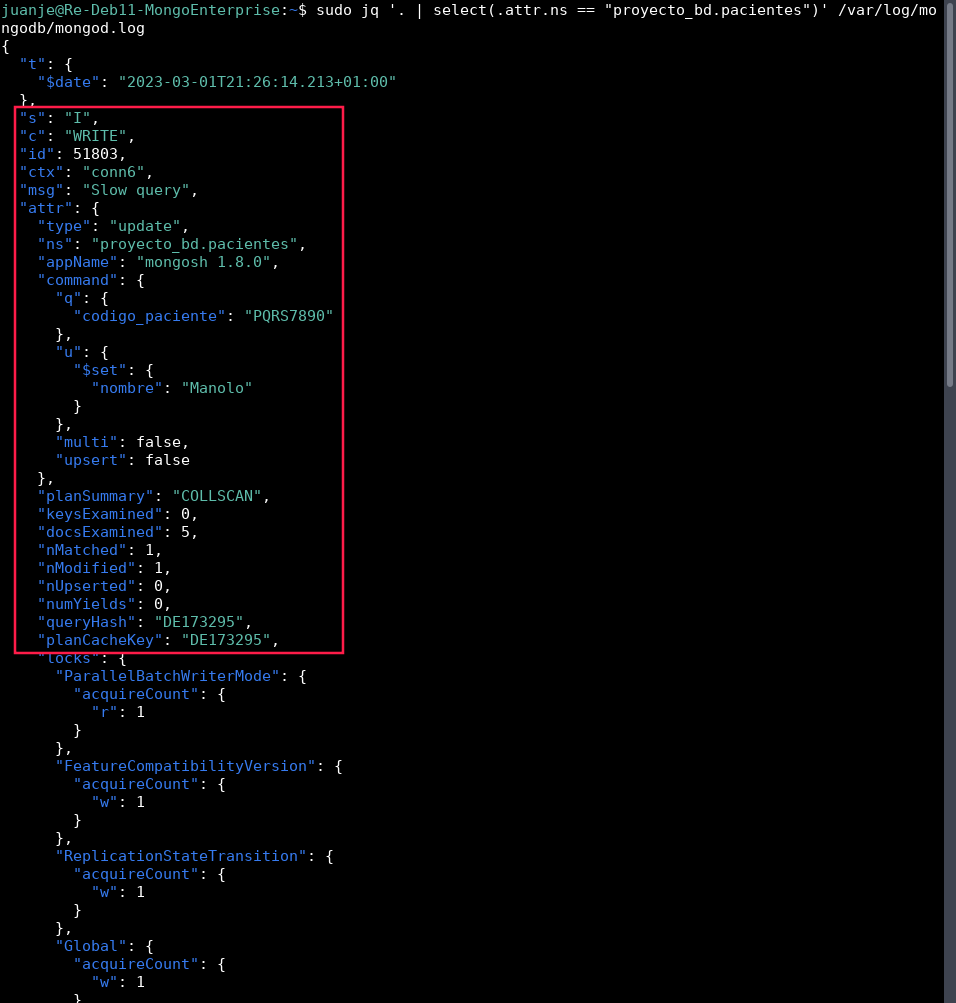 juanje@Re-Deb11-MongoEnterprise:~$ sudo jq '. | select(.attr.ns == "proyecto_bd.pacientes")' /var/log/mo
ngodb/mongod.log
{
  "t": {
    "$date": "2023-03-01T21:26:14.213+01:00"
  },
  "s": "I",
  "c": "WRITE",
  "id": 51803,
  "ctx": "conn6",
  "msg": "Slow query",
  "attr": {
    "type": "update",
    "ns": "proyecto_bd.pacientes",
    "appName": "mongosh 1.8.0",
    "command": {
      "q": {
        "codigo_paciente": "PQRS7890"
      },
      "u": {
        "$set": {
          "nombre": "Manolo"
        }
      },
      "multi": false,
      "upsert": false
    },
    "planSummary": "COLLSCAN",
    "keysExamined": 0,
    "docsExamined": 5,
    "nMatched": 1,
    "nModified": 1,
    "nUpserted": 0,
    "numYields": 0,
    "queryHash": "DE173295",
    "planCacheKey": "DE173295",
    "locks": {
      "ParallelBatchWriterMode": {
        "acquireCount": {
          "r": 1
        }
      },
      "FeatureCompatibilityVersion": {
        "acquireCount": {
          "w": 1
        }
      },
      "ReplicationStateTransition": {
        "acquireCount": {
          "w": 1
        }
      },
      "Global": {
        "acquireCount": {
          "w": 1
        }